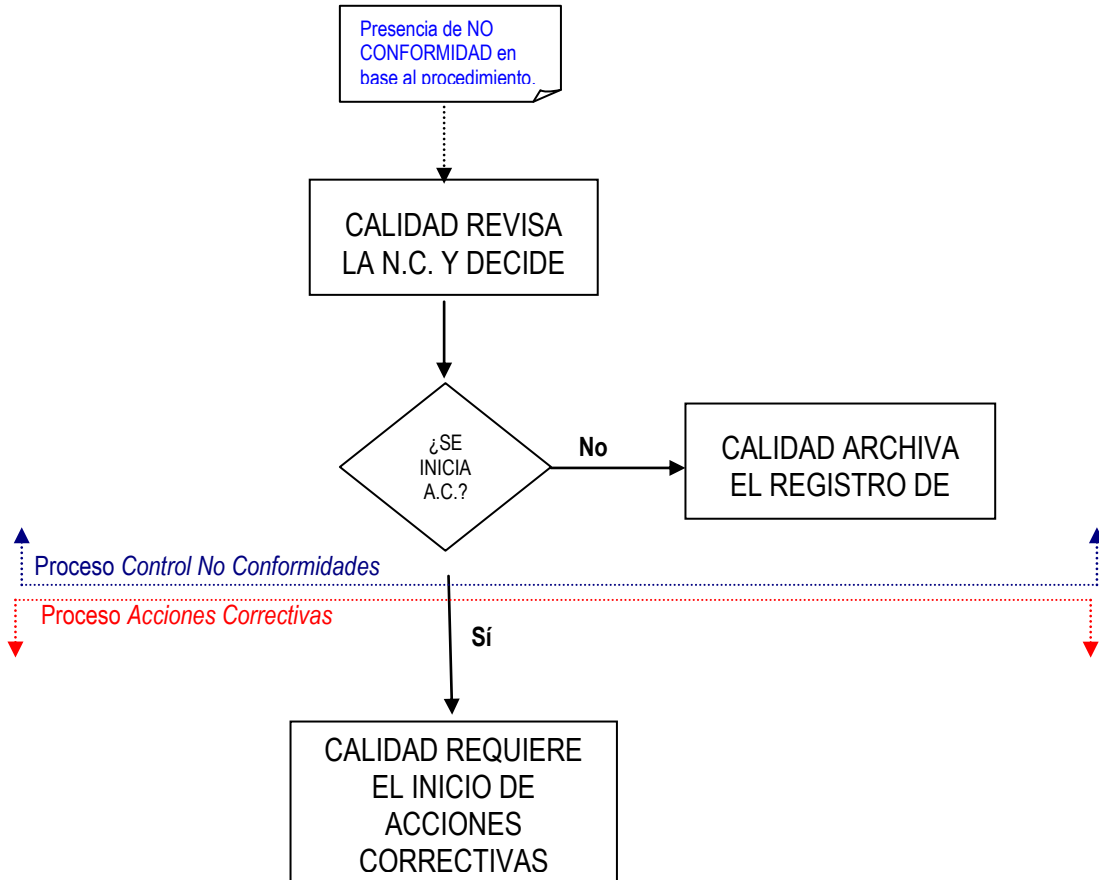 Presencia de NO
CONFORMIDAD en
base al procedimiento.
CALIDAD REVISA
LA N.C. Y DECIDE
¿SE
INICIA
A.C.?
No
CALIDAD ARCHIVA
EL REGISTRO DE
Proceso Control No Conformidades
Proceso Acciones Correctivas
Sí
CALIDAD REQUIERE
EL INICIO DE
ACCIONES
CORRECTIVAS